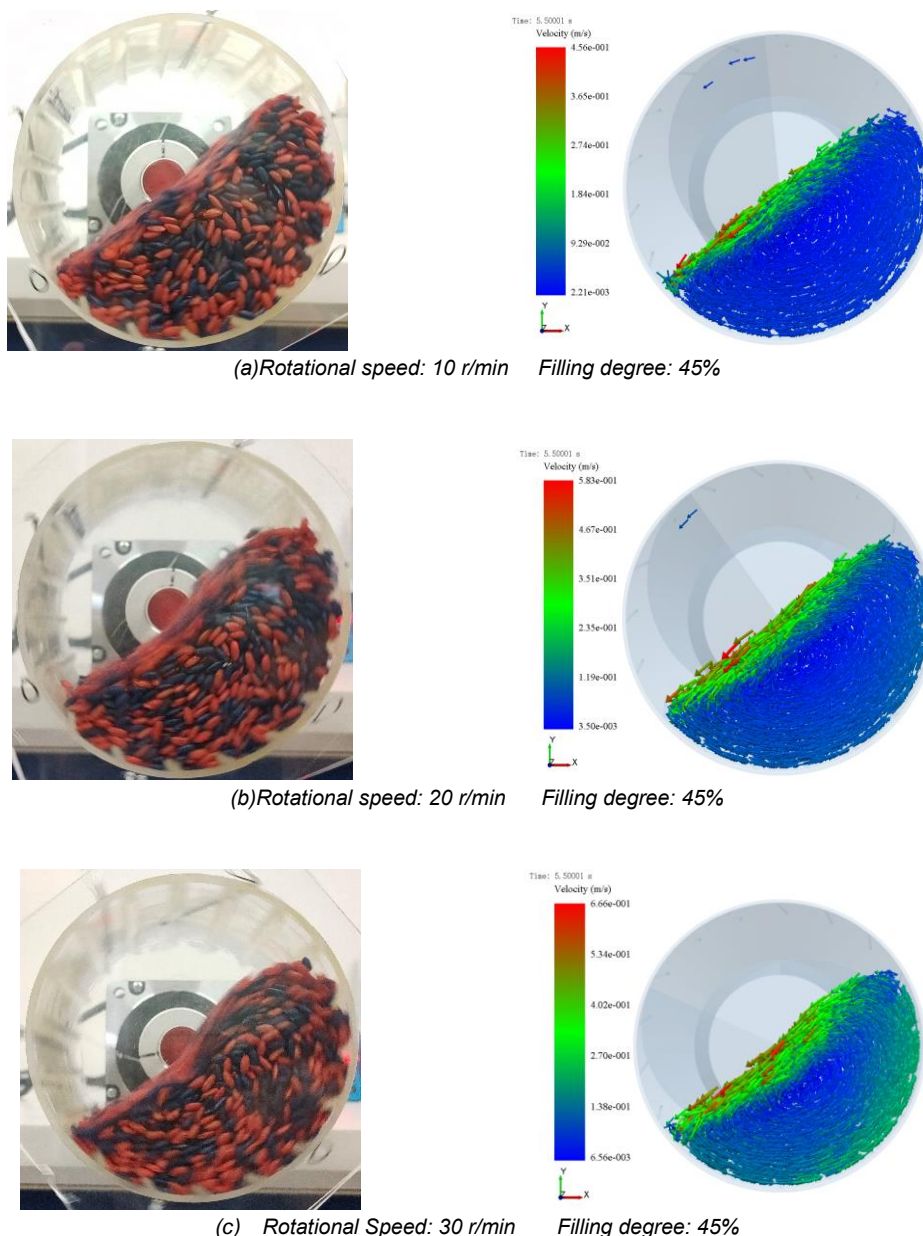 Time: 5.50001 s
Velocity (m/s)
4.56e-001
3.65e-001
2.74e-001
1.84e-001
9.29e-002
2.21e-003
Y
Z X
(a)Rotational speed: 10 r/min Filling degree: 45%
Time: 5.50001 s
Velocity (m/s)
5.83e-001
4.67e-001
3.51e-001
2.35e-001
1.19e-001
3.50e-003
Y
Z X
(b)Rotational speed: 20 r/min Filling degree: 45%
Time: 5.50001 s
Velocity (m/s)
6.66e-001
5.34e-001
4.02e-001
2.70e-001
1.38e-001
6.56e-003
Y
Z X
(c) Rotational Speed: 30 r/min Filling degree: 45%